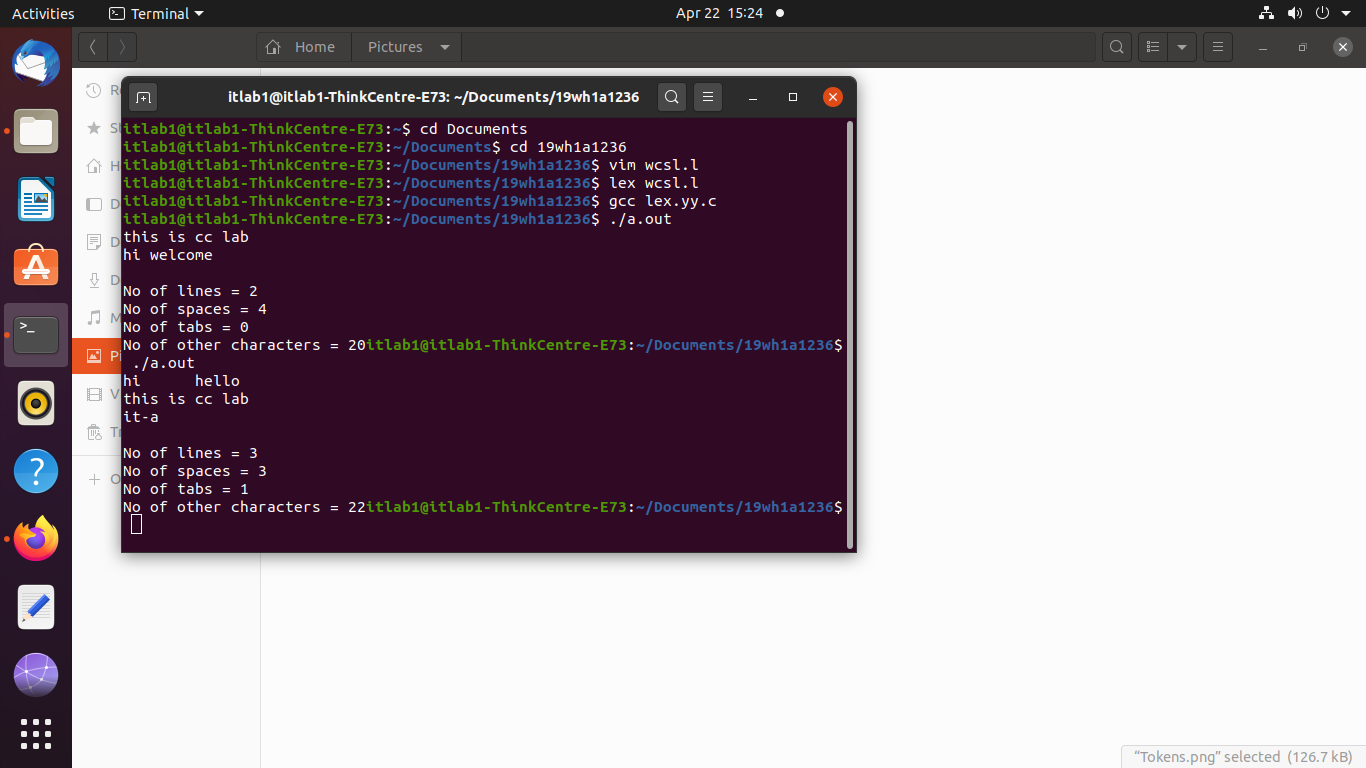 Activities
Terminal
Apr 22 15:24
Home
Pictures
itlab1@itlab1-ThinkCentre-E73: ~/Documents/19wh1a1236
itlab1@itlab1-ThinkCentre-E73:~$ cd Documents
itlab1@itlab1-ThinkCentre-E73:~/Documents$ cd 19wh1a1236
itlab1@itlab1-ThinkCentre-E73:~/Documents/19wh1a1236$ vim wcsl.l
itlab1@itlab1-ThinkCentre-E73:~/Documents/19wh1a1236$ lex wcsl.l
itlab1@itlab1-ThinkCentre-E73:~/Documents/19wh1a1236$ gcc lex.yy.c
itlab1@itlab1-ThinkCentre-E73:~/Documents/19wh1a1236$ ./a.out
this is cc lab
hi welcome
No of lines = 2
No of spaces = 4
No of tabs = 0
No of other characters = 20itlab1@itlab1-ThinkCentre-E73:~/Documents/19wh1a1236$
./a.out
hi      hello
this is cc lab
it-a
No of lines = 3
No of spaces = 3
No of tabs = 1
No of other characters = 22itlab1@itlab1-ThinkCentre-E73:~/Documents/19wh1a1236$
“Tokens.png” selected (126.7 kB)